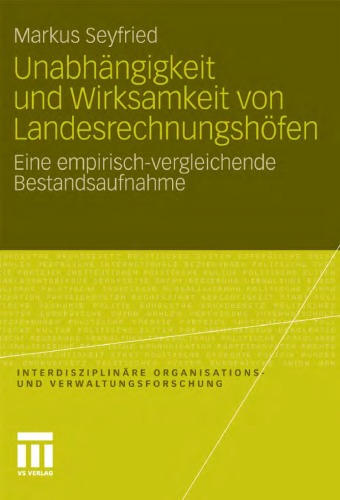 Markus Seyfried
Unabhängigkeit
und Wirksamkeit von
Landesrechnungshöfen
Eine empirisch-vergleichende
Bestandsaufnahme
INTERDISZIPLINÄRE ORGANISATIONS-
UND VERWALTUNGSFORSCHUNG
VS VERLAG